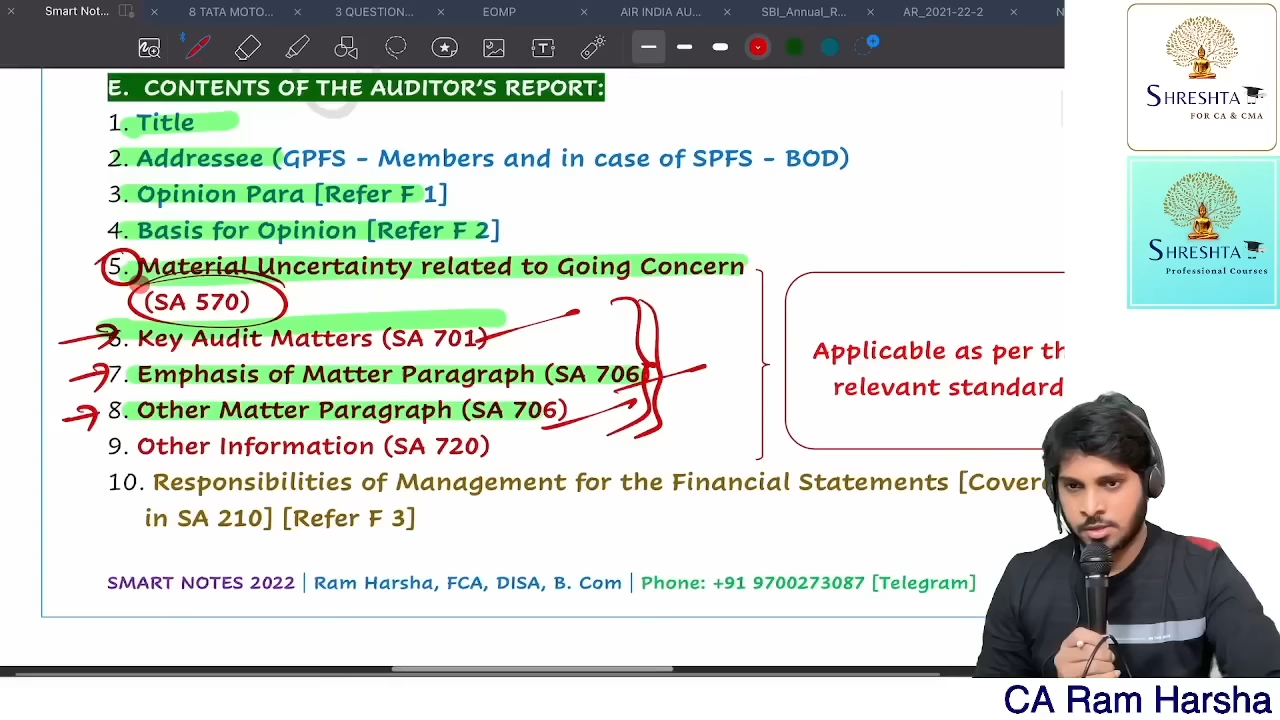 Smart Not...
8 TATA MOTO...
3 QUESTION...
EOMP
AIR INDIA AU...
SBI_Annual_R...
AR_2021-22-2
E. CONTENTS OF THE AUDITOR'S REPORT:
1. Title
2. Addressee (GPFS - Members and in case of SPFS - BOD)
3. Opinion Para [Refer F 1]
4. Basis for Opinion [Refer F 2]
5. Material Uncertainty related to Going Concern
(SA 570)
6. Key Audit Matters (SA 701)
7. Emphasis of Matter Paragraph (SA 706)
8. Other Matter Paragraph (SA 706)
9. Other Information (SA 720)
Applicable as per th
relevant standard
10. Responsibilities of Management for the Financial Statements [Cover
in SA 210] [Refer F 3]
SMART NOTES 2022 | Ram Harsha, FCA, DISA, B. Com | Phone: +91 9700273087 [Telegram]
SHRESHTA
FOR CA & CMA
SHRESHTA
Professional Courses
CA Ram Harsha